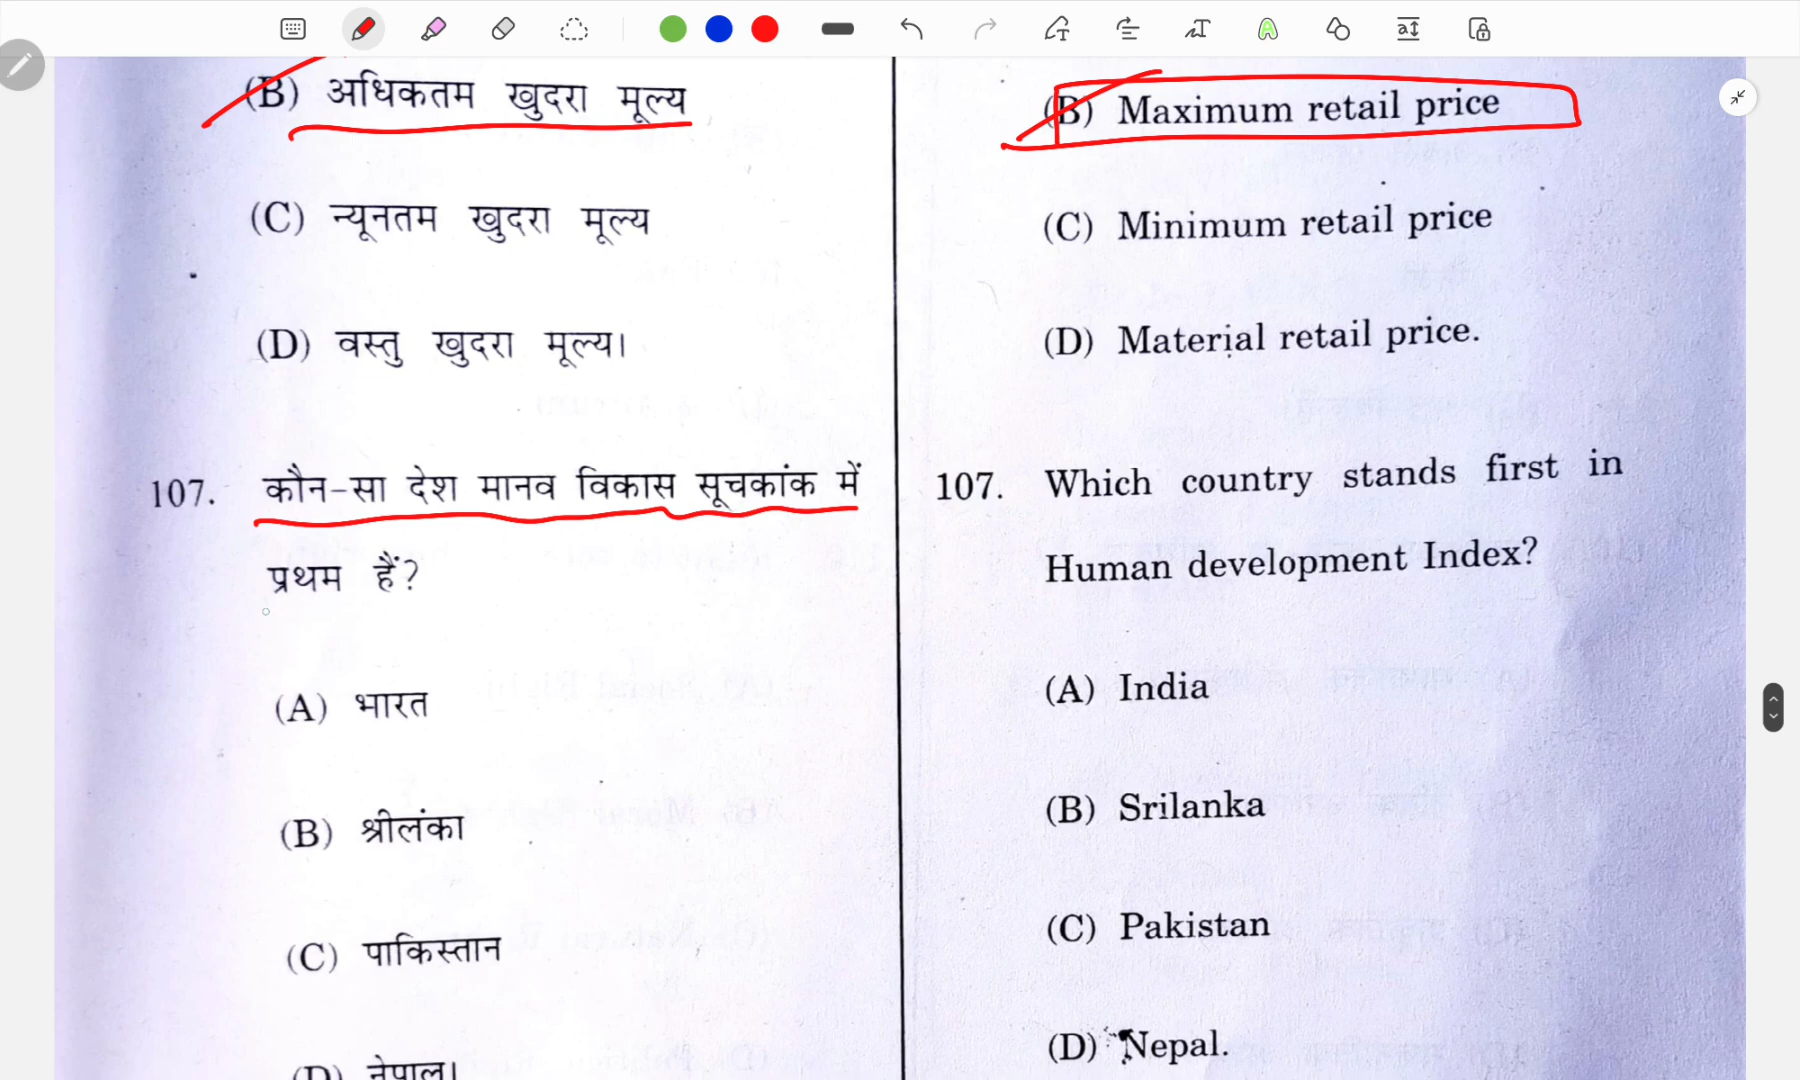 (B) अधिकतम खुदरा मूल्य
(C) न्यूनतम खुदरा मूल्य
(D) वस्तु खुदरा मूल्य।
107. कौन-सा देश मानव विकास सूचकांक में
प्रथम हैं?
(A) भारत
(B) श्रीलंका
(C) पाकिस्तान
(D) नेपाल।
(B) Maximum retail price
(C) Minimum retail price
(D) Material retail price.
107. Which country stands first in
Human development Index?
(A) India
(B) Srilanka
(C) Pakistan
(D) Nepal.